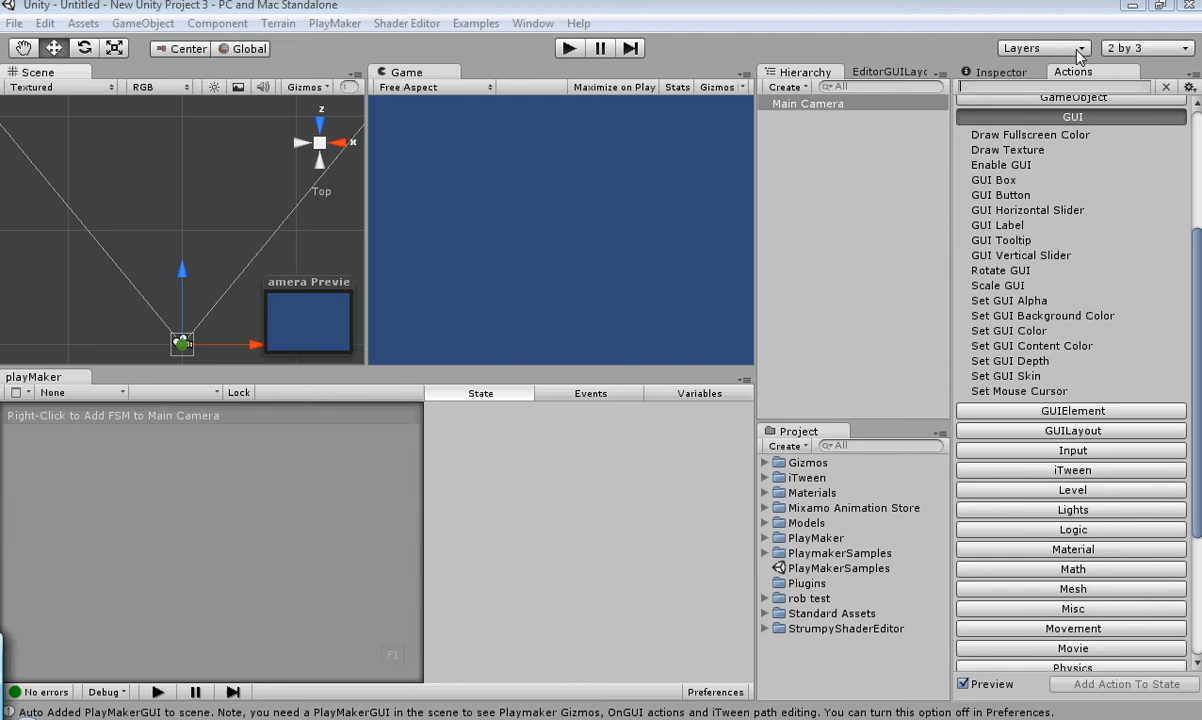 Unity - Untitled - New Unity Project 3 - PC and Mac Standalone
File Edit Assets GameObject Component Terrain PlayMaker Shader Editor Examples Window Help
Center Global Layers 2 by 3
Scene
Textured RGB Gizmos
z
x
Top
amera Previe
Game
Free Aspect Maximize on Play Stats Gizmos
Hierarchy EditorGUILayc
Create All
Main Camera
Inspector Actions
GameObject
GUI
Draw Fullscreen Color
Draw Texture
Enable GUI
GUI Box
GUI Button
GUI Horizontal Slider
GUI Label
GUI Tooltip
GUI Vertical Slider
Rotate GUI
Scale GUI
Set GUI Alpha
Set GUI Background Color
Set GUI Color
Set GUI Content Color
Set GUI Depth
Set GUI Skin
Set Mouse Cursor
GUIElement
GUILayout
Input
iTween
Level
Lights
Logic
Material
Math
Mesh
Misc
Movement
Movie
Physics
Preview Add Action To State
playMaker
None Lock State Events Variables
Right-Click to Add FSM to Main Camera
F1
No errors Debug Preferences
Project
Create All
Gizmos
iTween
Materials
Mixamo Animation Store
Models
PlayMaker
PlaymakerSamples
PlayMakerSamples
Plugins
rob test
Standard Assets
StrumpyShaderEditor
Auto Added PlayMakerGUI to scene. Note, you need a PlayMakerGUI in the scene to see Playmaker Gizmos, OnGUI actions and iTween path editing. You can turn this option off in Preferences.